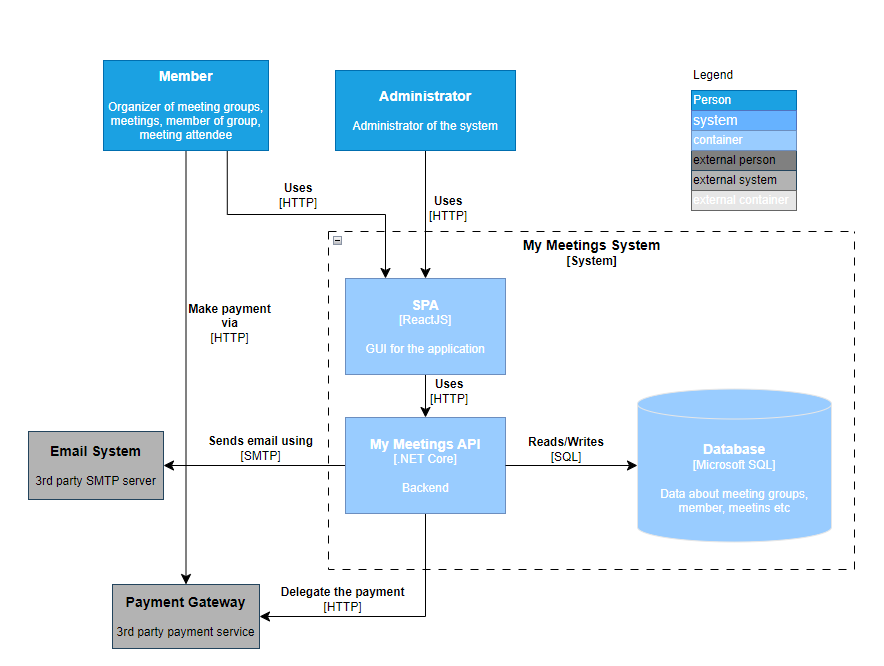 Legend
Person
system
container
external person
external system
external container
Member
Organizer of meeting groups,
meetings, member of group,
meeting attendee
Administrator
Administrator of the system
Uses
[HTTP]
Uses
[HTTP]
My Meetings System
[System]
SPA
[ReactJS]
GUI for the application
Make payment
via
[HTTP]
Uses
[HTTP]
Email System
3rd party SMTP server
Sends email using
[SMTP]
My Meetings API
[.NET Core]
Backend
Reads/Writes
[SQL]
Database
[Microsoft SQL]
Data about meeting groups,
member, meetins etc
Payment Gateway
3rd party payment service
Delegate the payment
[HTTP]